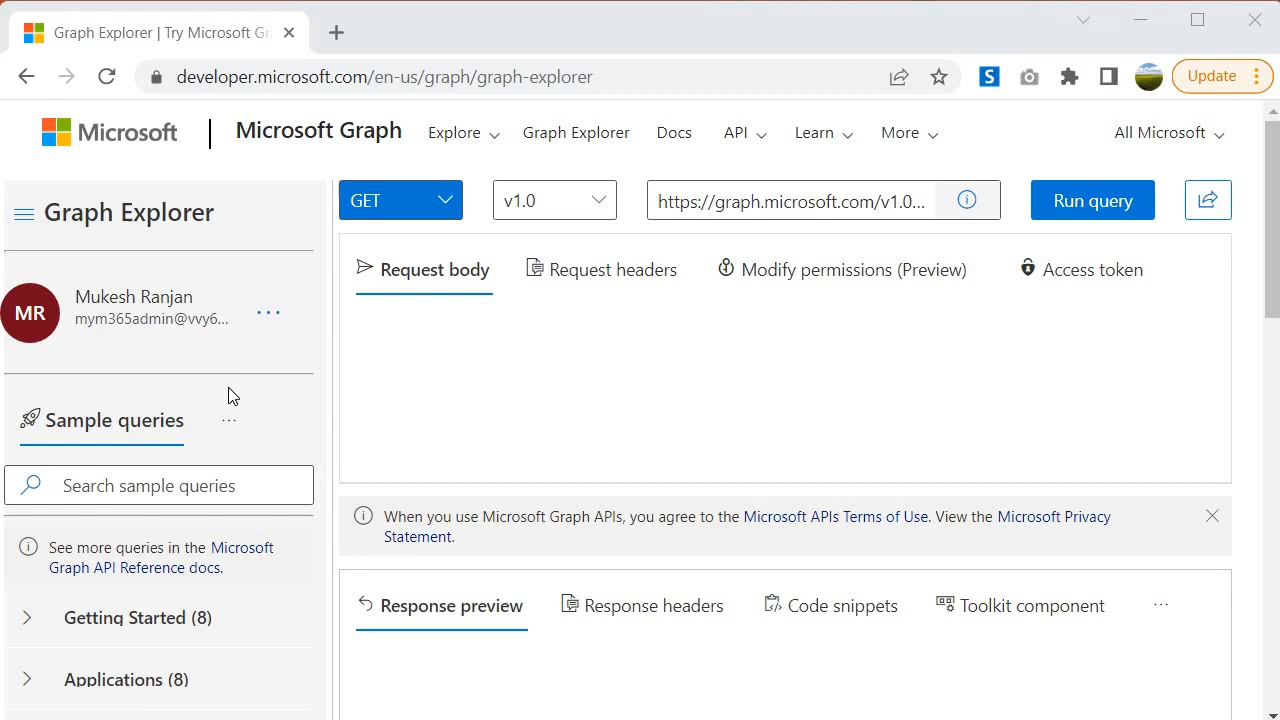 Graph Explorer | Try Microsoft Gr
developer.microsoft.com/en-us/graph/graph-explorer
S
Update
Microsoft
Microsoft Graph
Explore
Graph Explorer
Docs
API
Learn
More
All Microsoft
Graph Explorer
MR
Mukesh Ranjan
mym365admin@vvy6...
...
Sample queries
...
Search sample queries
See more queries in the Microsoft
Graph API Reference docs.
Getting Started (8)
Applications (8)
GET
v1.0
https://graph.microsoft.com/v1.0...
Run query
Request body
Request headers
Modify permissions (Preview)
Access token
When you use Microsoft Graph APIs, you agree to the Microsoft APIs Terms of Use. View the Microsoft Privacy
Statement.
Response preview
Response headers
Code snippets
Toolkit component
...